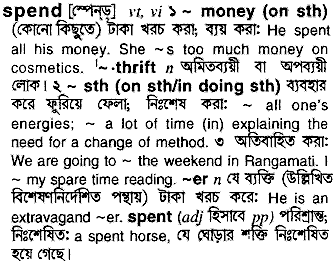 spend [স্পেন্ড্] vt, vi ১ ~ money (on sth)
(কোনো কিছুতে) টাকা খরচ করা; ব্যয় করা: He spent
all his money. She ~s too much money on
cosmetics. '~·thrift n অমিতব্যয়ী বা অপব্যয়ী
লোক। ২ ~ sth (on sth/in doing sth) ব্যবহার
করে ফুরিয়ে ফেলা; নিঃশেষ করা: ~ all one's
energies; ~ a lot of time (in) explaining the
need for a change of method. ৩ অতিবাহিত করা:
We are going to ~ the weekend in Rangamati. I
~ my spare time reading. ~er n যে ব্যক্তি (উল্লিখিত
বিশেষণনির্দেশিত পন্থায়) টাকা খরচ করে: He is an
extravagand ~er. spent (adj হিসাবে pp) পরিশ্রান্ত;
নিঃশেষিত: a spent horse, যে ঘোড়ার শক্তি নিঃশেষিত
হয়ে গেছে।